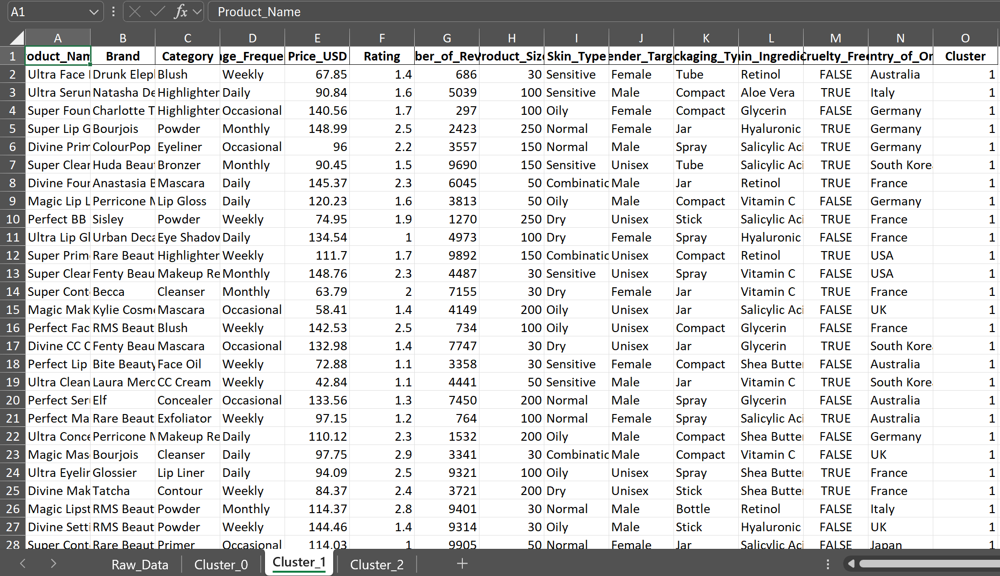 A1 fx Product_Name
A B C D E F G H I J K L M N O
1 roduct_Nam Brand Category age_Freque Price_USD Rating ber_of_Rev Product_Size Skin_Type ender_Targ ckaging_Ty in_Ingredie Cruelty_Free ntry_of_Or Cluster
2 Ultra Face Drunk Elep Blush Weekly 67.85 1.4 686 30 Sensitive Female Tube Retinol FALSE Australia 1
3 Ultra Serun Natasha De Highlighter Daily 90.84 1.6 5039 100 Sensitive Male Compact Aloe Vera TRUE Italy 1
4 Super Foun Charlotte T Highlighter Occasional 140.56 1.7 297 100 Oily Female Compact Glycerin FALSE Germany 1
5 Super Lip G Bourjois Powder Monthly 148.99 2.5 2423 250 Normal Female Jar Hyaluronic TRUE Germany 1
6 Divine Prim ColourPop Eyeliner Occasional 96 2.2 3557 150 Normal Male Spray Salicylic Aci TRUE Germany 1
7 Super Clear Huda Beaut Bronzer Monthly 90.45 1.5 9690 150 Sensitive Unisex Tube Salicylic Aci TRUE South Kore 1
8 Divine Four Anastasia B Mascara Daily 145.37 2.3 6045 50 Combinatic Male Jar Retinol TRUE France 1
9 Magic Lip L Perricone M Lip Gloss Daily 120.23 1.6 3813 50 Oily Male Compact Vitamin C FALSE Germany 1
10 Perfect BB Sisley Powder Weekly 74.95 1.9 1270 250 Dry Unisex Stick Salicylic Aci TRUE France 1
11 Ultra Lip Gl Urban Deca Eye Shadov Daily 134.54 1 4973 100 Dry Female Spray Hyaluronic FALSE France 1
12 Super Prim Rare Beaut Highlighter Weekly 111.7 1.7 9892 150 Combinatic Unisex Compact Retinol TRUE USA 1
13 Super Clear Fenty Beau Makeup Re Monthly 148.76 2.3 4487 30 Sensitive Unisex Spray Vitamin C FALSE USA 1
14 Super Cont Becca Cleanser Monthly 63.79 2 7155 30 Dry Female Jar Vitamin C TRUE France 1
15 Magic Mak Kylie Cosm Mascara Occasional 58.41 1.4 4149 200 Oily Unisex Jar Salicylic Aci FALSE UK 1
16 Perfect Fac RMS Beaut Blush Weekly 142.53 2.5 734 100 Oily Unisex Compact Glycerin FALSE France 1
17 Divine CC C Fenty Beau Mascara Occasional 132.98 1.4 7747 30 Dry Unisex Jar Glycerin TRUE South Kore 1
18 Perfect Lip Bite Beauty Face Oil Weekly 72.88 1.1 3358 30 Sensitive Female Compact Shea Butter FALSE Australia 1
19 Ultra Clean Laura Merc CC Cream Weekly 42.84 1.1 4441 50 Sensitive Male Jar Vitamin C TRUE South Kore 1
20 Perfect Ser Elf Concealer Occasional 133.56 1.3 7450 200 Normal Male Spray Glycerin FALSE Australia 1
21 Perfect Ma Rare Beaut Exfoliator Weekly 97.15 1.2 764 100 Normal Female Spray Salicylic Aci TRUE Australia 1
22 Ultra Conce Perricone M Makeup Re Daily 110.12 2.3 1532 200 Oily Male Compact Shea Butter FALSE Germany 1
23 Magic Mas Bourjois Cleanser Daily 97.75 2.9 3341 30 Combinatic Male Compact Vitamin C FALSE UK 1
24 Ultra Eyelir Glossier Lip Liner Daily 94.09 2.5 9321 100 Oily Unisex Spray Shea Butter TRUE France 1
25 Divine Mak Tatcha Contour Weekly 84.37 2.4 3721 200 Dry Unisex Stick Shea Butter TRUE France 1
26 Magic Lipst RMS Beaut Powder Monthly 114.37 2.8 9401 30 Normal Male Bottle Retinol FALSE Italy 1
27 Divine Setti RMS Beaut Powder Weekly 144.46 1.4 9314 30 Oily Male Stick Hyaluronic FALSE UK 1
28 Super Cont Rare Beaut Primer Occasional 114.03 1 9905 50 Normal Female Jar Salicylic Aci FALSE Japan 1
Raw_Data Cluster_0 Cluster_1 Cluster_2